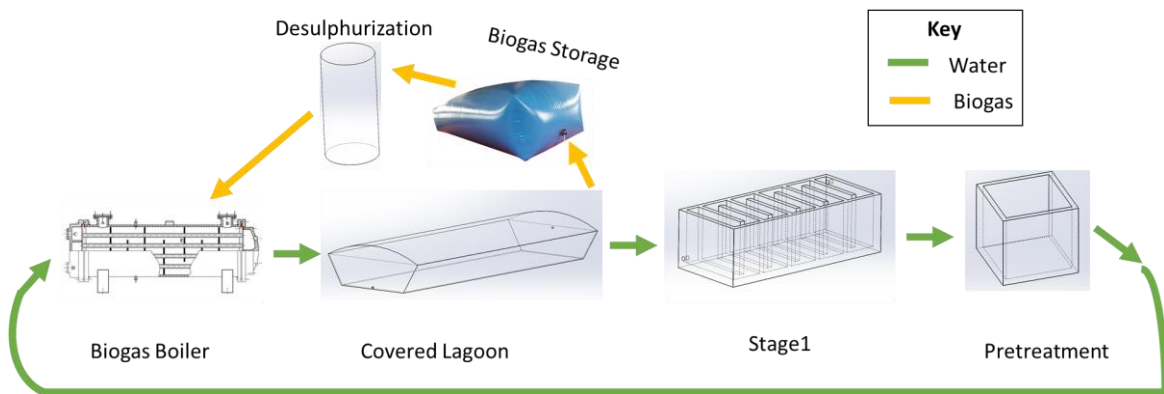 Desulphurization
Biogas Storage
Key
Water
Biogas
Biogas Boiler
Covered Lagoon
Stage1
Pretreatment